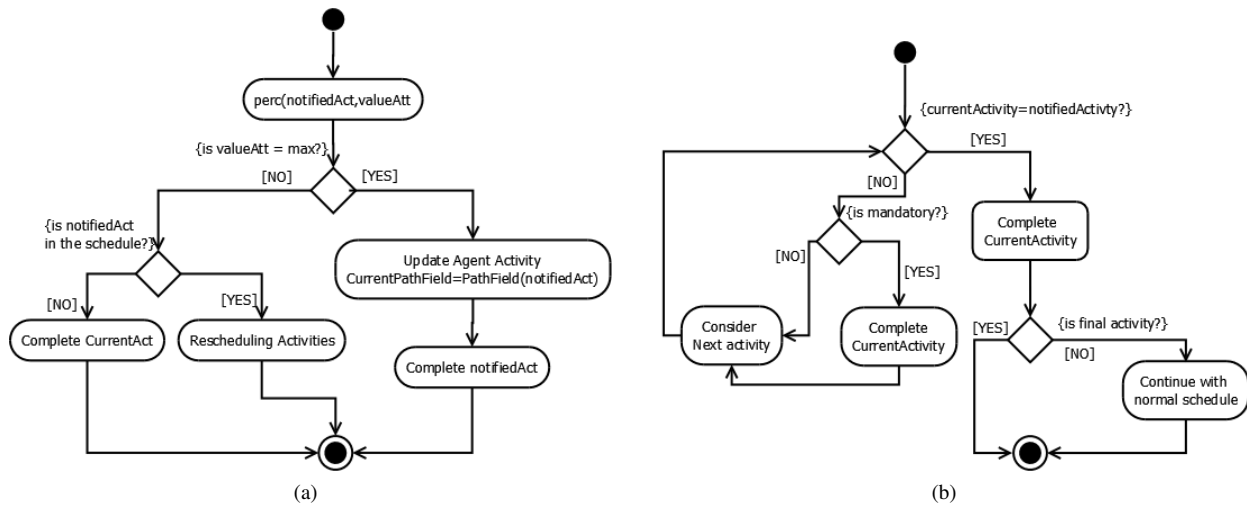 perc(notifiedAct,valueAtt
{is valueAtt = max?}
[NO]
[YES]
{is notifiedAct
in the schedule?}
Update Agent Activity
CurrentPathField=PathField(notifiedAct)
[NO]
[YES]
Complete CurrentAct
Rescheduling Activities
Complete notifiedAct
(a)
{currentActivity=notifiedActivty?}
[YES]
[NO]
{is mandatory?}
Complete
CurrentActivity
[NO]
[YES]
Consider
Next activity
Complete
CurrentActivity
[YES]
{is final activity?}
[NO]
Continue with
normal schedule
(b)